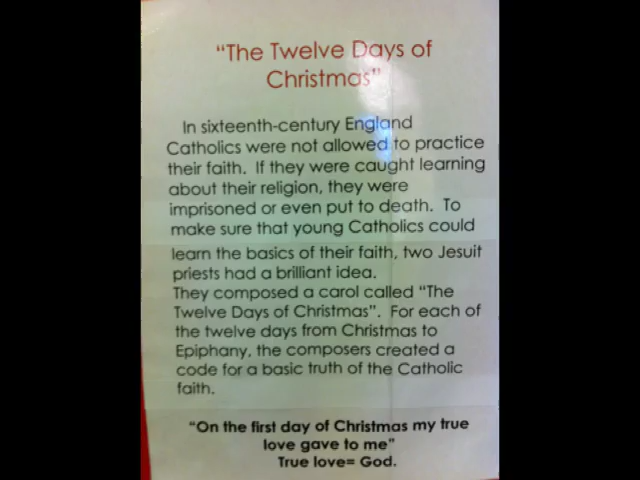 “The Twelve Days of
Christmas”
In sixteenth-century England
Catholics were not allowed to practice
their faith. If they were caught learning
about their religion, they were
imprisoned or even put to death. To
make sure that young Catholics could
learn the basics of their faith, two Jesuit
priests had a brilliant idea.
They composed a carol called “The
Twelve Days of Christmas”. For each of
the twelve days from Christmas to
Epiphany, the composers created a
code for a basic truth of the Catholic
faith.
“On the first day of Christmas my true
love gave to me”
True love= God.